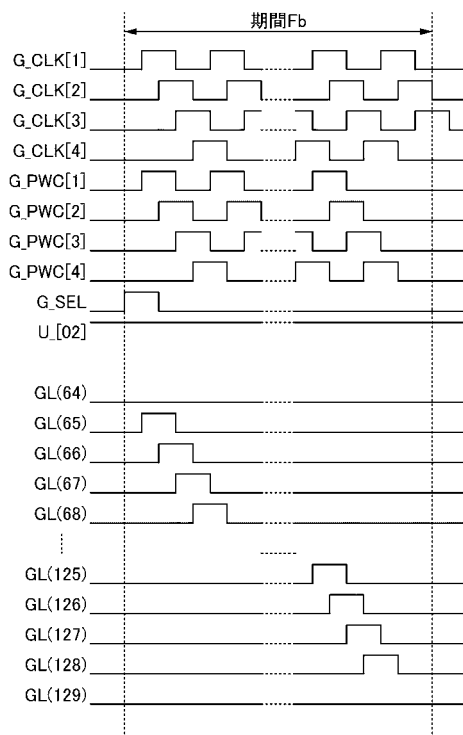 期間Fb
G_CLK[1]
G_CLK[2]
G_CLK[3]
G_CLK[4]
G_PWC[1]
G_PWC[2]
G_PWC[3]
G_PWC[4]
G_SEL
U_[02]
GL(64)
GL(65)
GL(66)
GL(67)
GL(68)
GL(125)
GL(126)
GL(127)
GL(128)
GL(129)